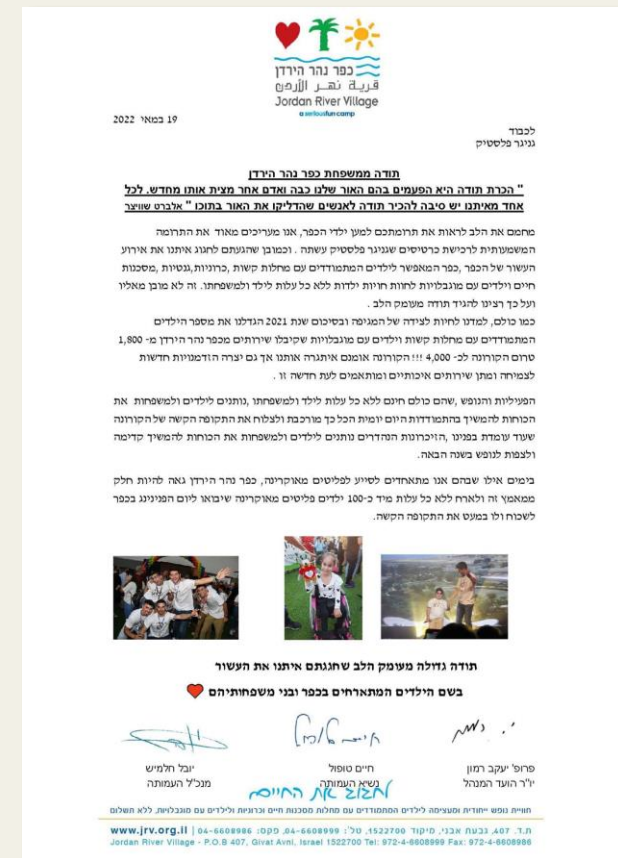 כפר נהר הירדן
قرية نهر الأردن
Jordan River Village
a seriousfun camp
19 במאי 2022
לכבוד
גניגר פלסטיק
תודה ממשפחת כפר נהר הירדן
" הכרת תודה היא הפעמים בהם האור שלנו כבה ואדם אחר מצית אותו מחדש. לכל
אחד מאיתנו יש סיבה להכיר תודה לאנשים שהדליקו את האור בתוכו " אלברט שוויצר
מחמם את הלב לראות את תרומתכם למען ילדי הכפר, אנו מעריכים מאוד את התרומה
המשמעותית לרכישת כרטיסים שגניגר פלסטיק עשתה . וכמובן שהגעתם לחגוג איתנו את אירוע
העשור של הכפר ,כפר המאפשר לילדים המתמודדים עם מחלות קשות ,כרוניות,גנטיות ,מסכנות
חיים וילדים עם מוגבלויות לחוות חויות ילדות ללא כל עלות לילד ולמשפחתו. זה לא מובן מאליו
ועל כך רצינו להגיד תודה מעומק הלב .
כמו כולם, למדנו לחיות לצידה של המגיפה ובסיכום שנת 2021 הגדלנו את מספר הילדים
המתמודדים עם מחלות קשות וילדים עם מוגבלויות שקיבלו שירותים מכפר נהר הירדן מ- 1,800
טרום הקורונה לכ- 4,000 !!! הקורונה אומנם איתגרה אותנו אך גם יצרה הזדמנויות חדשות
לצמיחה ומתן שירותים איכותיים ומותאמים לעת חדשה זו .
הפעילויות והנופש ,שהם כולם חינם ללא כל עלות לילד ולמשפחתו ,נותנים לילדים ולמשפחות את
הכוחות להמשיך בהתמודדות היום יומית הכל כך מורכבת ולצלוח את התקופה הקשה של הקורונה
שעוד עומדת בפנינו ,הזיכרונות הנהדרים נותנים לילדים ולמשפחות את הכוחות להמשיך קדימה
ולצפות לנופש בשנה הבאה.
בימים אילו שבהם אנו מתאחדים לסייע לפליטים מאוקרינה, כפר נהר הירדן גאה להיות חלק
ממאמץ זה ולארח ללא כל עלות מיד כ-100 ילדים פליטים מאוקרינה שיבואו ליום הפנינינג בכפר
לשכוח ולו במעט את התקופה הקשה.
תודה גדולה מעומק הלב שחגגתם איתנו את העשור
בשם הילדים המתארחים בכפר ובני משפחותיהם
פרופ' יעקב רמון חיים טופול יובל חלמיש
יו"ר הועד המנהל נשיא העמותה מנכ"ל העמותה
לחגוג את החיים
חוויית נופש ייחודית ומעצימה לילדים המתמודדים עם מחלות מסכנות חיים וכרוניות ולילדים עם מוגבלויות, ללא תשלום
ת.ד. 407, גבעת אבני, מיקוד 1522700, טל': 04-6608999, פקס: 04-6608986 | www.jrv.org.il
Jordan River Village - P.O.B 407, Givat Avni, Israel 1522700 Tel: 972-4-6608999 Fax: 972-4-6608986